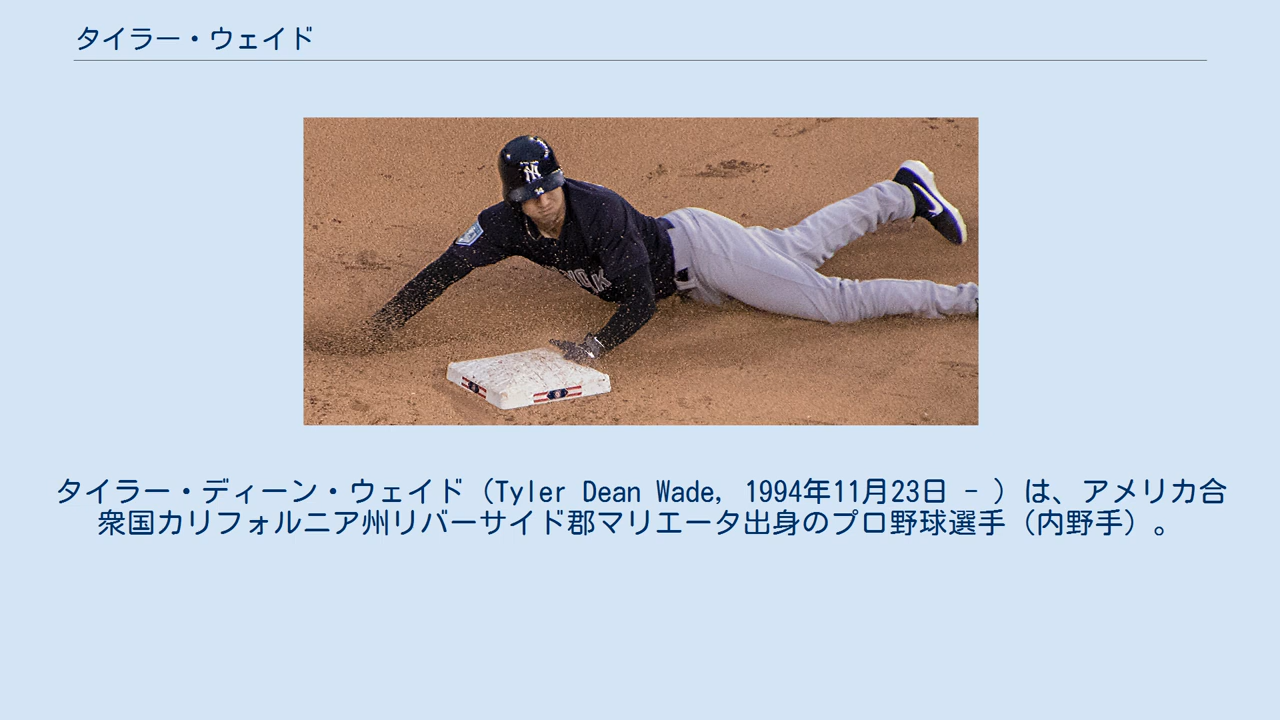 タイラー・ウェイド
NY
14
YORK
タイラー・ディーン・ウェイド（Tyler Dean Wade, 1994年11月23日 - ）は、アメリカ合
衆国カリフォルニア州リバーサイド郡マリエータ出身のプロ野球選手（内野手）。